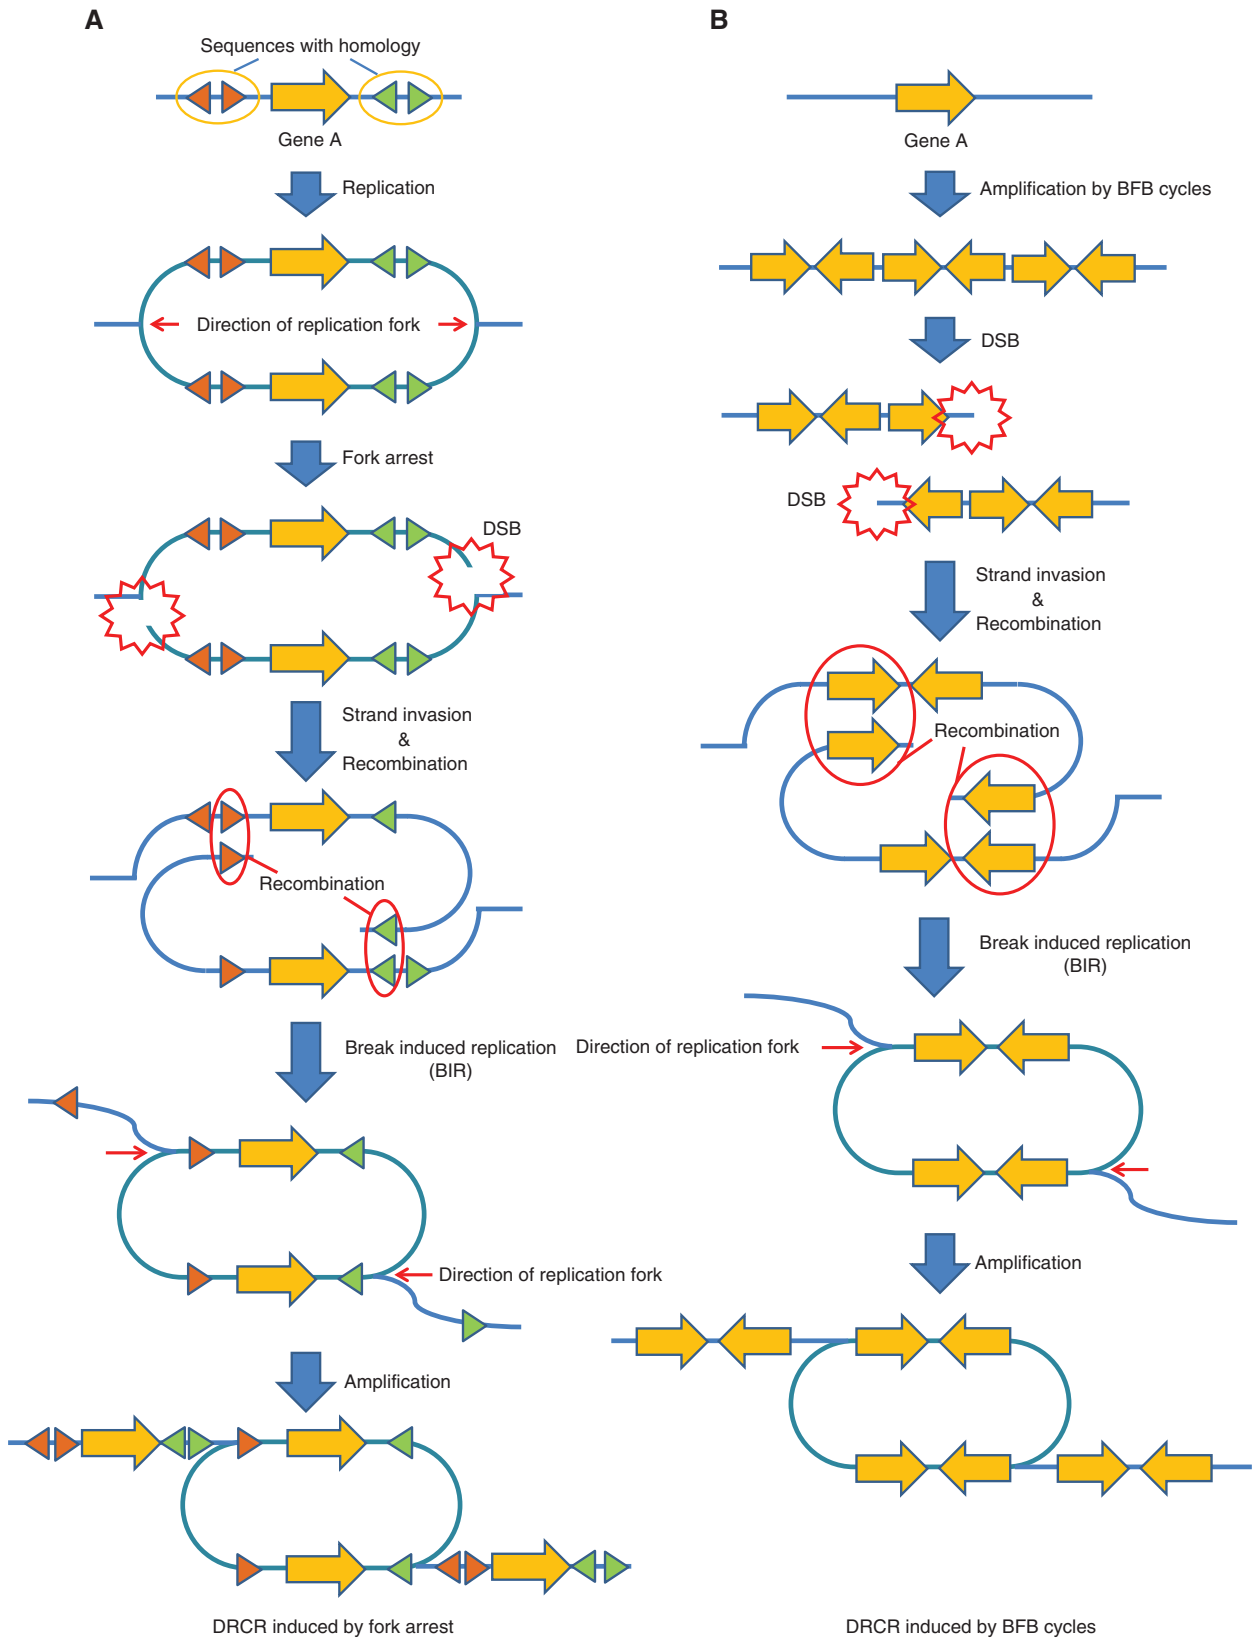 A
Sequences with homology
Gene A
Replication
Direction of replication fork
Fork arrest
DSB
Strand invasion
&
Recombination
Recombination
Break induced replication
(BIR)
Direction of replication fork
Amplification
DRCR induced by fork arrest
B
Gene A
Amplification by BFB cycles
DSB
DSB
Strand invasion
&
Recombination
Recombination
Break induced replication
(BIR)
Direction of replication fork
Amplification
DRCR induced by BFB cycles